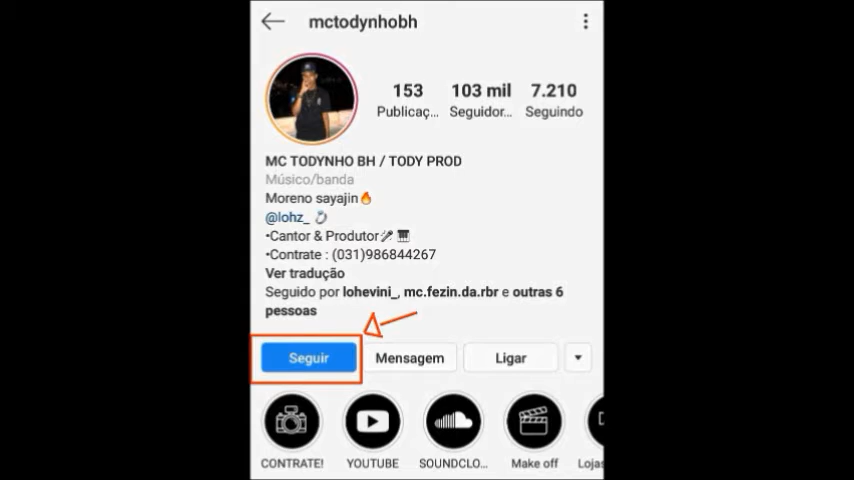 mctodynhobh
153 103 mil 7.210
Publicaç... Seguidor... Seguindo
MC TODYNHO BH / TODY PROD
Músico/banda
Moreno sayajin🔥
@lohz_ 💍
•Cantor & Produtor🎤 🎹
•Contrate : (031)986844267
Ver tradução
Seguido por lohevini_, mc.fezin.da.rbr e outras 6
pessoas
Seguir Mensagem Ligar
CONTRATE! YOUTUBE SOUNDCLO... Make off Lojas